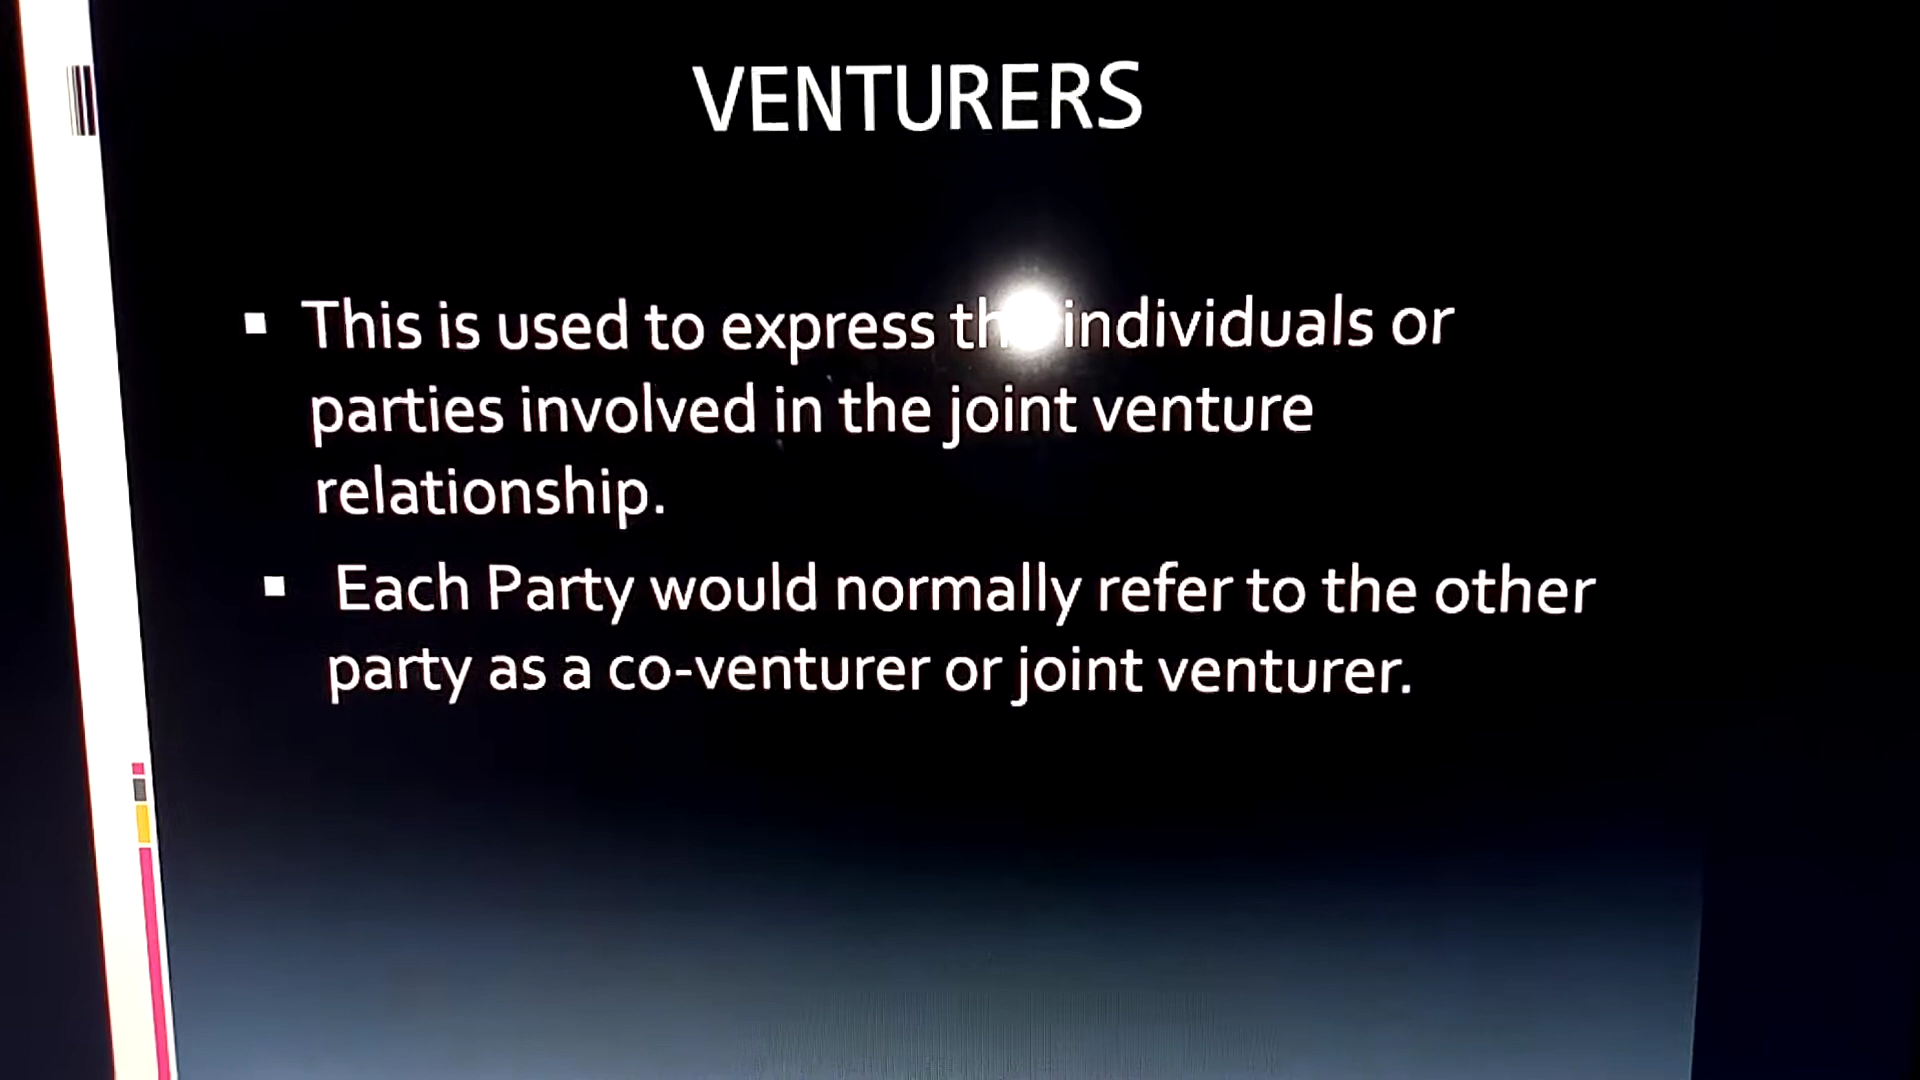 VENTURERS
▪ This is used to express the individuals or
parties involved in the joint venture
relationship.
▪ Each Party would normally refer to the other
party as a co-venturer or joint venturer.